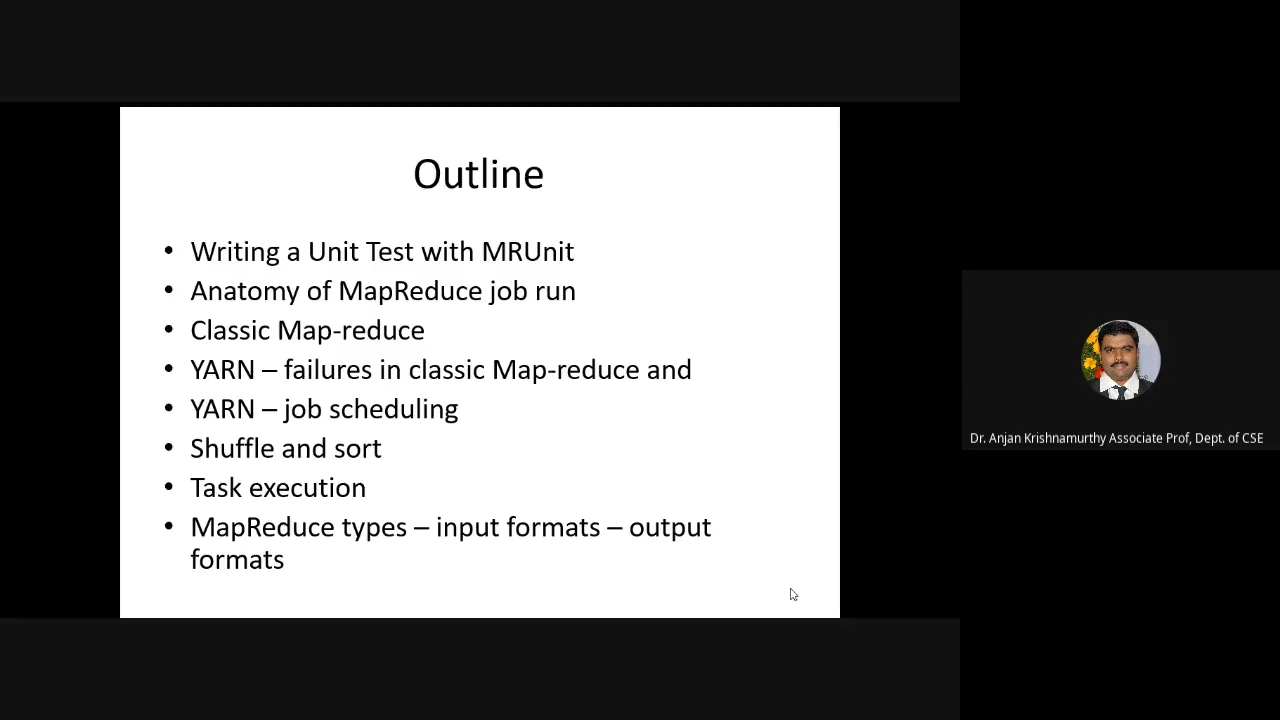 Outline
• Writing a Unit Test with MRUnit
• Anatomy of MapReduce job run
• Classic Map-reduce
• YARN – failures in classic Map-reduce and
• YARN – job scheduling
• Shuffle and sort
• Task execution
• MapReduce types – input formats – output
formats
Dr. Anjan Krishnamurthy Associate Prof, Dept. of CSE